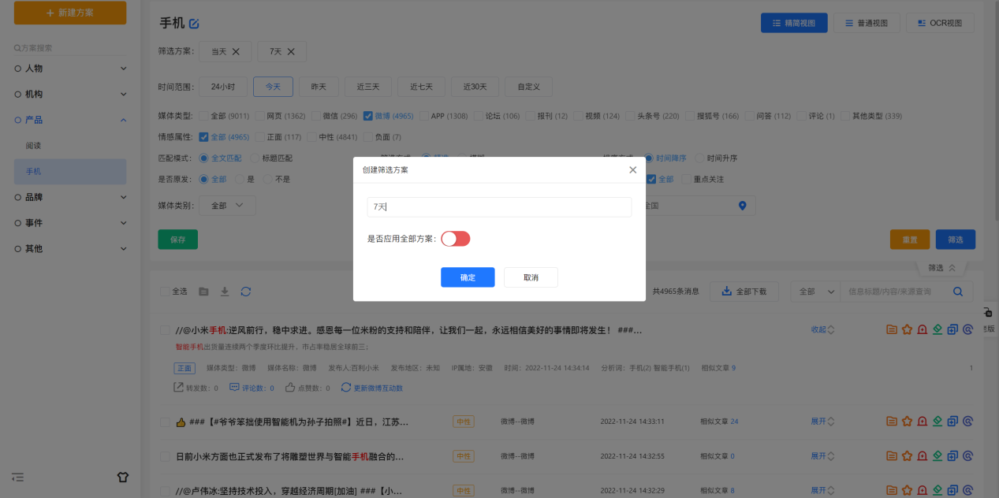 新建方案
方案搜索
人物
机构
产品
阅读
手机
品牌
事件
其他
手机
精简视图 普通视图 OCR视图
筛选方案: 当天 7天
时间范围: 24小时 今天 昨天 近三天 近七天 近30天 自定义
媒体类型: 全部 (9011) 网页 (1362) 微信 (296) 微博 (4965) APP (1308) 论坛 (106) 报刊 (12) 视频 (124) 头条号 (220) 搜狐号 (166) 问答 (112) 评论 (1) 其他类型 (339)
情感属性: 全部 (4965) 正面 (117) 中性 (4841) 负面 (7)
匹配模式: 全文匹配 标题匹配 时间降序 时间升序
是否原发: 全部 是 不是 全部 重点关注
媒体类别: 全部 全国
保存 重置 筛选
筛选
创建筛选方案
7天
是否应用全部方案:
确定 取消
全选 共4965条消息 全部下载 全部 信息标题/内容/来源查询
//@小米手机:逆风前行，稳中求进。感恩每一位米粉的支持和陪伴，让我们一起，永远相信美好的事情即将发生！ ###... 收起
智能手机出货量连续两个季度环比提升，市占率稳居全球前三;
正面 媒体类型: 微博 媒体名称: 微博 发布人:百利小米 发布地区: 未知 IP属地: 安徽 时间: 2022-11-24 14:34:14 分析词: 手机(2) 智能手机(1) 相似文章 9 1
转发数: 0 评论数: 0 点赞数: 0 更新微博互动数
###【#爷爷笨拙使用智能机为孙子拍照#】近日，江苏... 中性 微博--微博 2022-11-24 14:33:11 相似文章 24 展开
日前小米方面也正式发布了将雕塑世界与智能手机融合的... 中性 微博--微博 2022-11-24 14:32:55 相似文章 0 展开
//@卢伟冰:坚持技术投入，穿越经济周期[加油] ###【小... 中性 微博--微博 2022-11-24 14:32:29 相似文章 8 展开